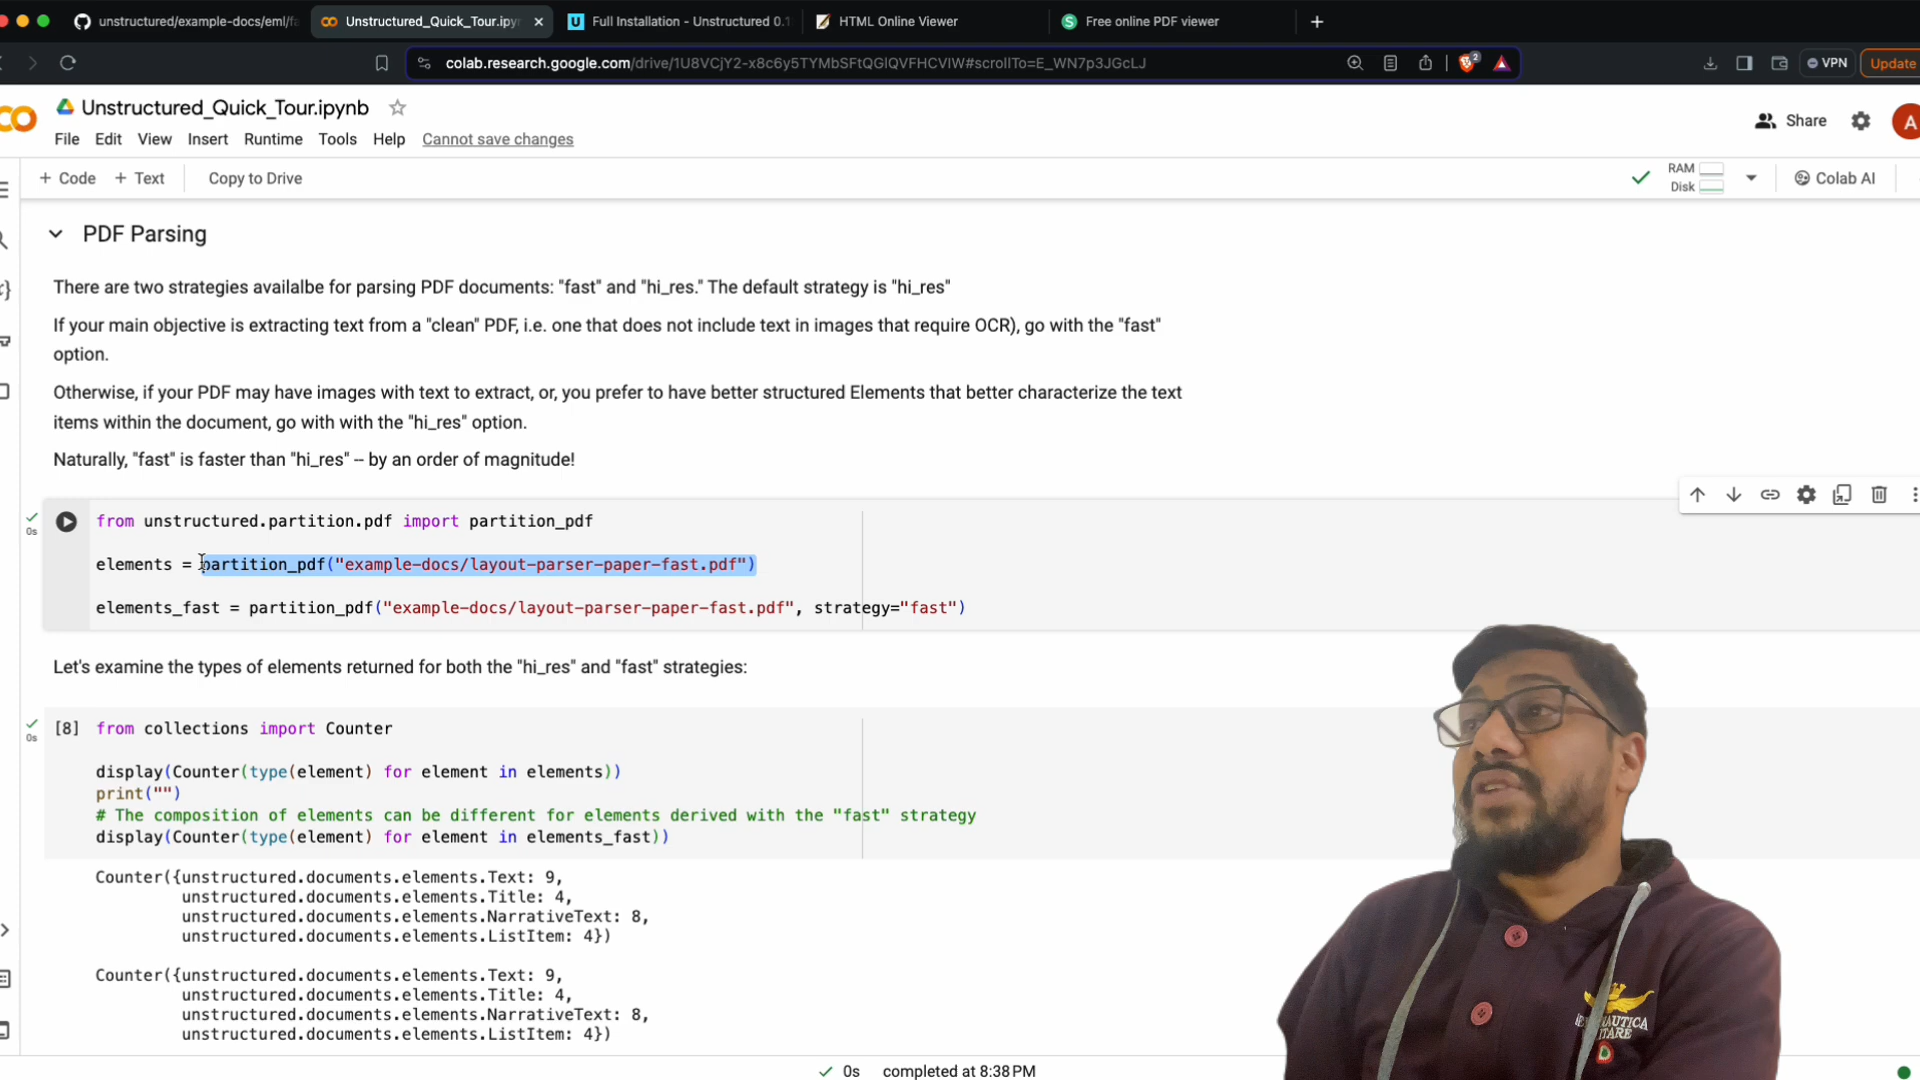 unstructured/example-docs/eml/fa
Unstructured_Quick_Tour.ipyn
Full Installation - Unstructured 0.1
HTML Online Viewer
Free online PDF viewer
colab.research.google.com/drive/1U8VCjY2-x8c6y5TYMbSFtQGlQVFHCVIW#scrollTo=E_WN7p3JGcLJ
2
VPN
Update
Unstructured_Quick_Tour.ipynb
Share
A
File Edit View Insert Runtime Tools Help Cannot save changes
+ Code + Text Copy to Drive
RAM
Disk
Colab AI
PDF Parsing
There are two strategies availalbe for parsing PDF documents: "fast" and "hi_res." The default strategy is "hi_res"
If your main objective is extracting text from a "clean" PDF, i.e. one that does not include text in images that require OCR), go with the "fast"
option.
Otherwise, if your PDF may have images with text to extract, or, you prefer to have better structured Elements that better characterize the text
items within the document, go with with the "hi_res" option.
Naturally, "fast" is faster than "hi_res" -- by an order of magnitude!
0s
from unstructured.partition.pdf import partition_pdf
elements = partition_pdf("example-docs/layout-parser-paper-fast.pdf")
elements_fast = partition_pdf("example-docs/layout-parser-paper-fast.pdf", strategy="fast")
Let's examine the types of elements returned for both the "hi_res" and "fast" strategies:
0s
[8] from collections import Counter
display(Counter(type(element) for element in elements))
print("")
# The composition of elements can be different for elements derived with the "fast" strategy
display(Counter(type(element) for element in elements_fast))
Counter({unstructured.documents.elements.Text: 9,
unstructured.documents.elements.Title: 4,
unstructured.documents.elements.NarrativeText: 8,
unstructured.documents.elements.ListItem: 4})
Counter({unstructured.documents.elements.Text: 9,
unstructured.documents.elements.Title: 4,
unstructured.documents.elements.NarrativeText: 8,
unstructured.documents.elements.ListItem: 4})
0s completed at 8:38 PM